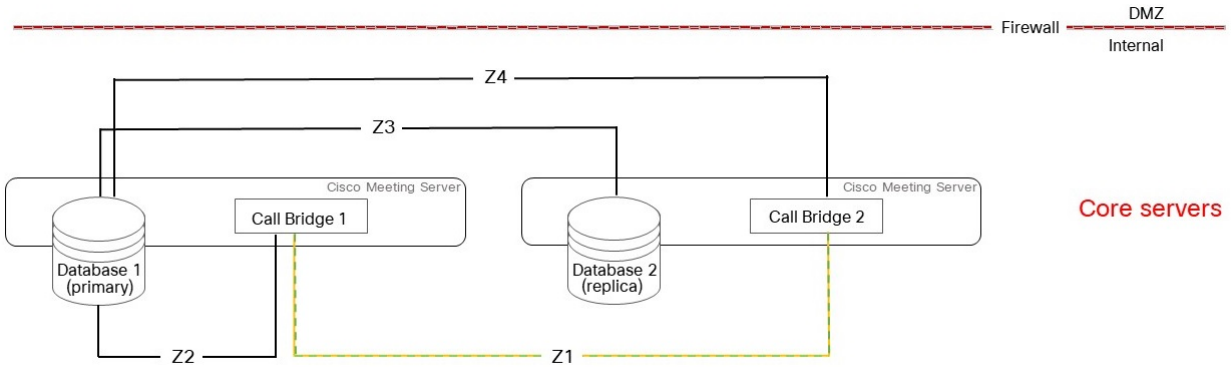 DMZ
Firewall
Internal
Z4
Z3
Cisco Meeting Server
Cisco Meeting Server
Call Bridge 1
Call Bridge 2
Core servers
Database 1
(primary)
Database 2
(replica)
Z2
Z1